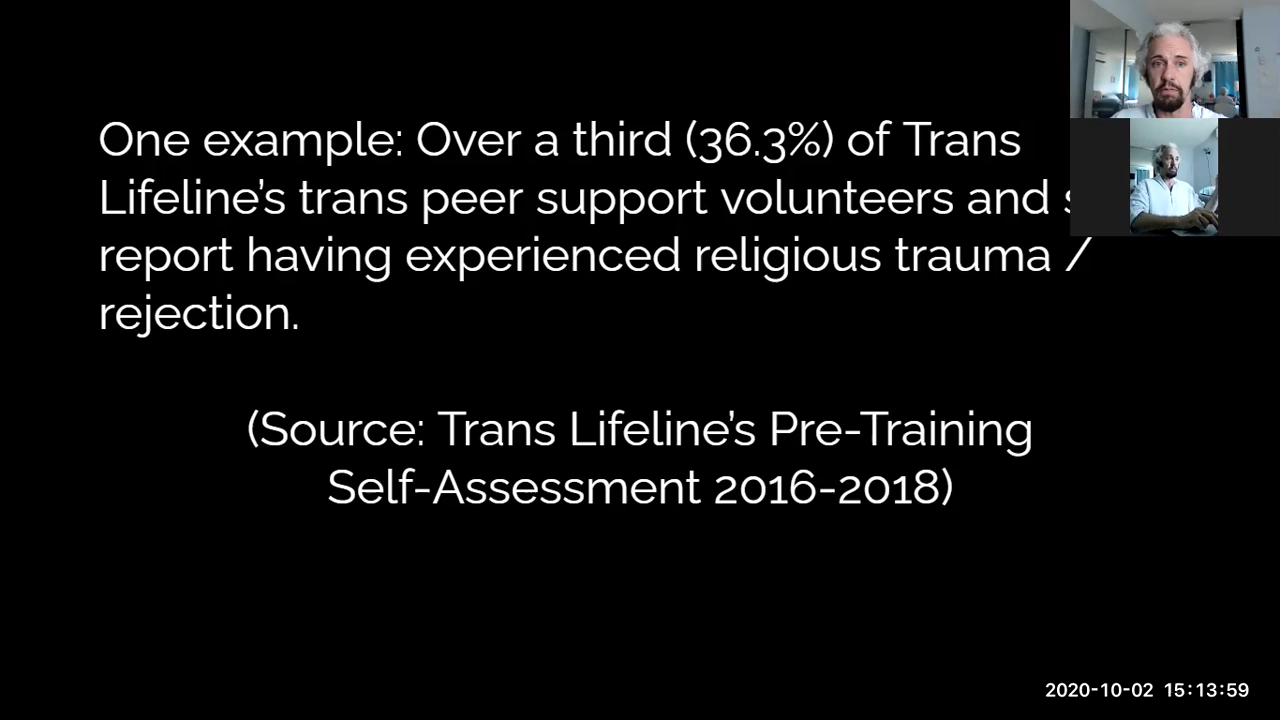 One example: Over a third (36.3%) of Trans
Lifeline's trans peer support volunteers and
report having experienced religious trauma /
rejection.
(Source: Trans Lifeline's Pre-Training
Self-Assessment 2016-2018)
2020-10-02 15:13:59